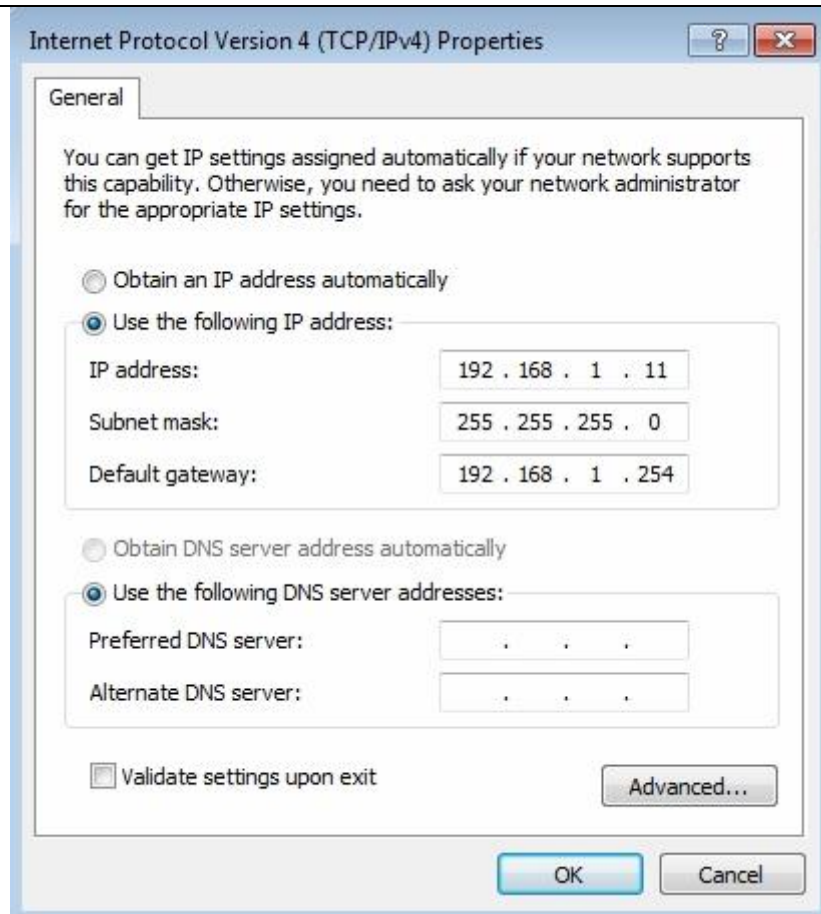 Internet Protocol Version 4 (TCP/IPv4) Properties
General
You can get IP settings assigned automatically if your network supports
this capability. Otherwise, you need to ask your network administrator
for the appropriate IP settings.
Obtain an IP address automatically
Use the following IP address:
IP address: 192 . 168 . 1 . 11
Subnet mask: 255 . 255 . 255 . 0
Default gateway: 192 . 168 . 1 . 254
Obtain DNS server address automatically
Use the following DNS server addresses:
Preferred DNS server: . . .
Alternate DNS server: . . .
Validate settings upon exit
Advanced...
OK Cancel